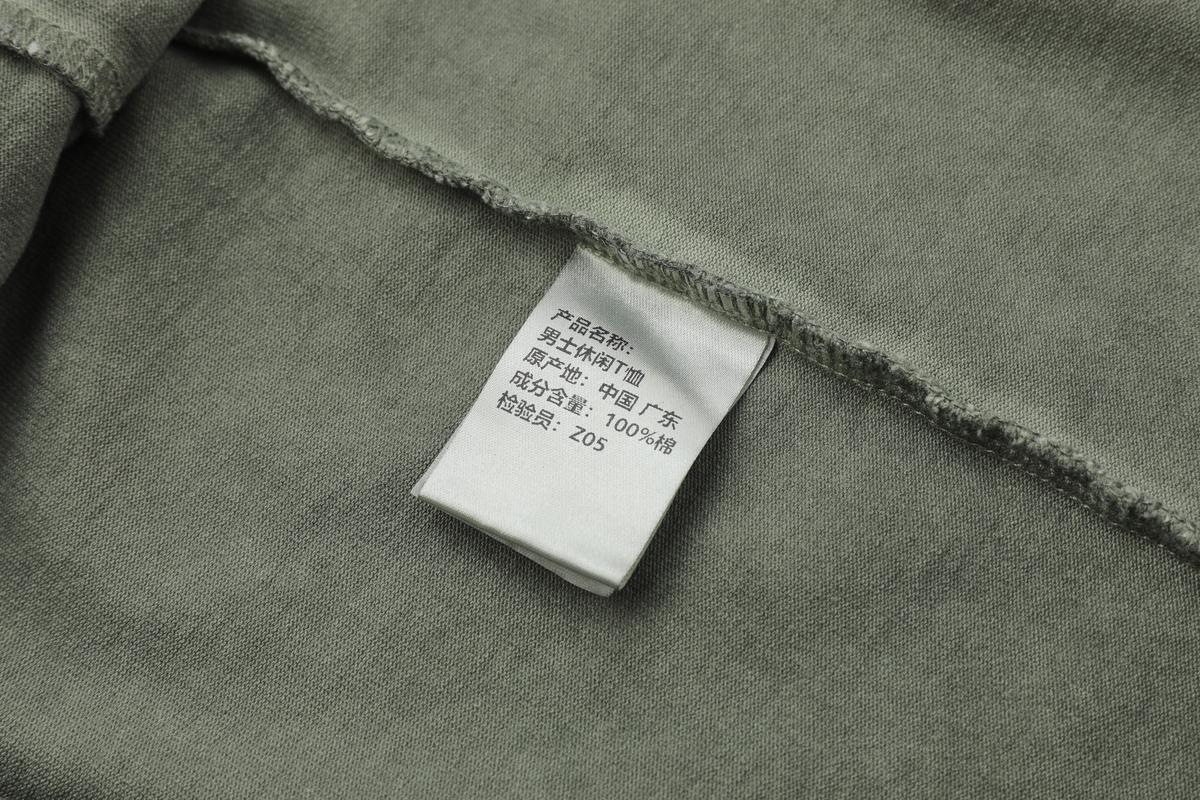 产品名称:
男士休闲T恤
原产地: 中国 广东
成分含量: 100%棉
检验员: Z05